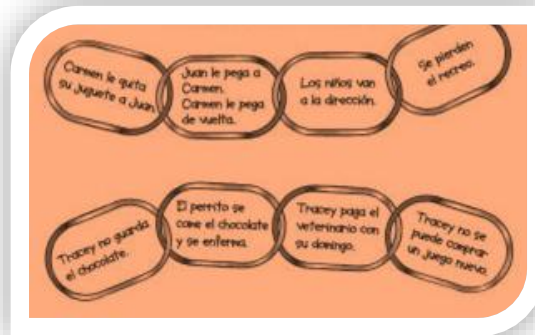 Carmen le quita
su juguete a Juan
Juan le pega a
Carmen.
Carmen le pega
de vuelta.
Los niños van
a la dirección.
Se pierden
el recreo.
Tracey no guarda
el chocolate.
El perrito se
come el chocolate
y se enferma.
Tracey paga el
veterinario con
su domingo.
Tracey no se
puede comprar
un juego nuevo.